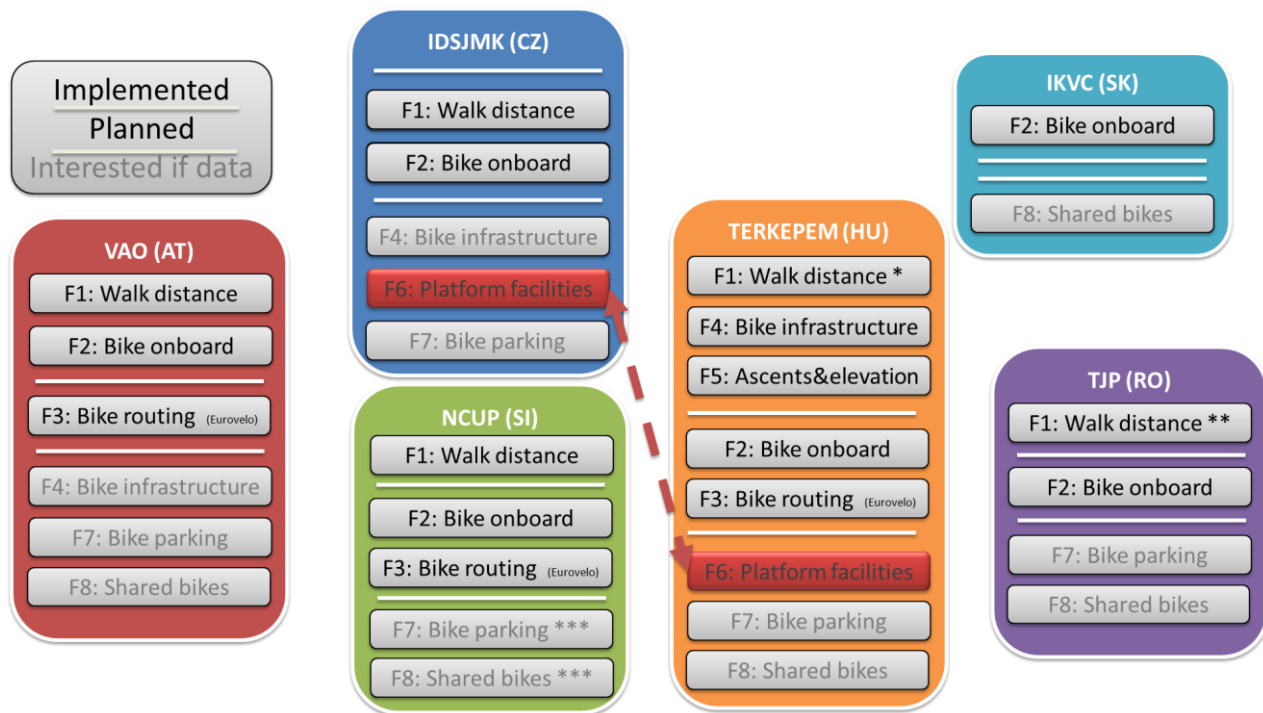 Implemented
Planned
Interested if data
VAO (AT)
F1: Walk distance
F2: Bike onboard
F3: Bike routing (Eurovelo)
F4: Bike infrastructure
F7: Bike parking
F8: Shared bikes
IDSJMK (CZ)
F1: Walk distance
F2: Bike onboard
F4: Bike infrastructure
F6: Platform facilities
F7: Bike parking
NCUP (SI)
F1: Walk distance
F2: Bike onboard
F3: Bike routing (Eurovelo)
F7: Bike parking ***
F8: Shared bikes ***
TERKEPEM (HU)
F1: Walk distance *
F4: Bike infrastructure
F5: Ascents&elevation
F2: Bike onboard
F3: Bike routing (Eurovelo)
F6: Platform facilities
F7: Bike parking
F8: Shared bikes
IKVC (SK)
F2: Bike onboard
F8: Shared bikes
TJP (RO)
F1: Walk distance **
F2: Bike onboard
F7: Bike parking
F8: Shared bikes